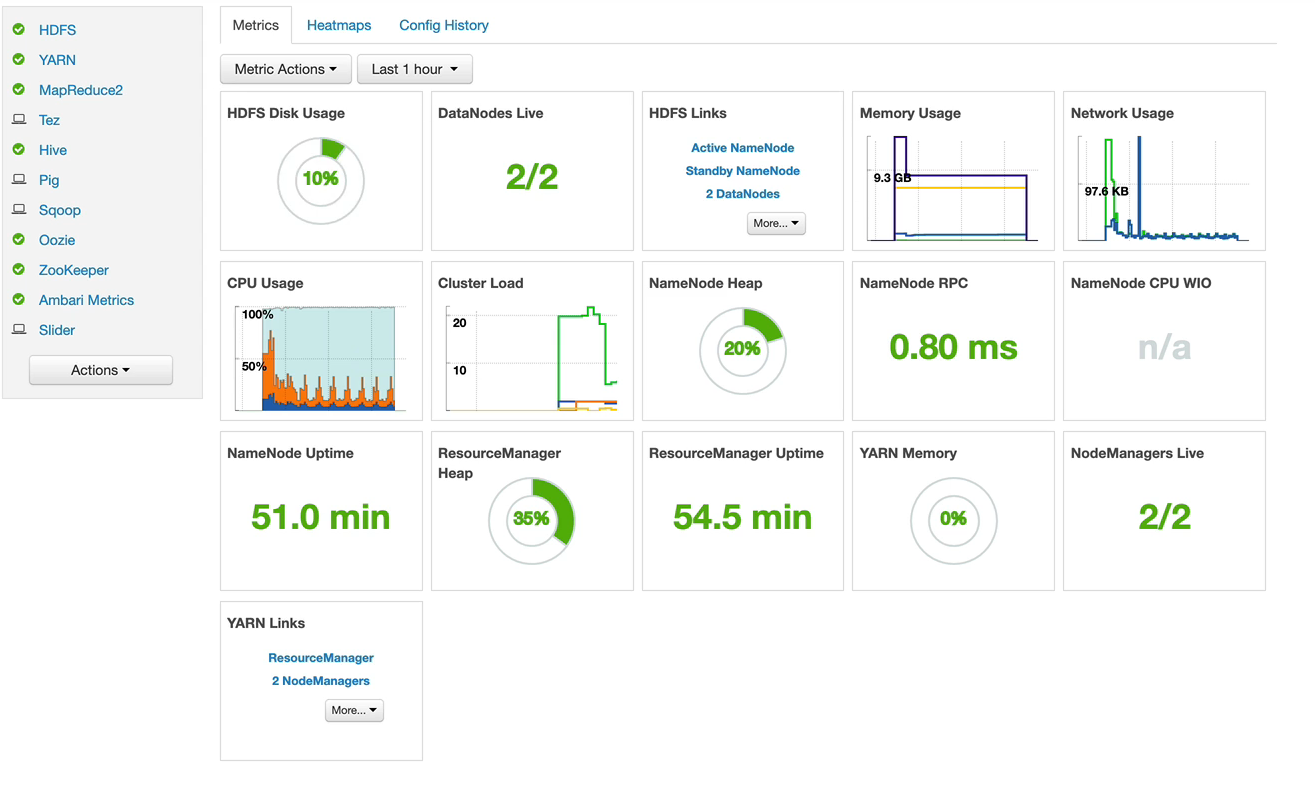 HDFS
YARN
MapReduce2
Tez
Hive
Pig
Sqoop
Oozie
ZooKeeper
Ambari Metrics
Slider
Actions
Metrics
Heatmaps
Config History
Metric Actions
Last 1 hour
HDFS Disk Usage
10%
DataNodes Live
2/2
HDFS Links
Active NameNode
Standby NameNode
2 DataNodes
More...
Memory Usage
9.3 GB
Network Usage
97.6 KB
CPU Usage
100%
50%
Cluster Load
20
10
NameNode Heap
20%
NameNode RPC
0.80 ms
NameNode CPU WIO
n/a
NameNode Uptime
51.0 min
ResourceManager
Heap
35%
ResourceManager Uptime
54.5 min
YARN Memory
0%
NodeManagers Live
2/2
YARN Links
ResourceManager
2 NodeManagers
More...